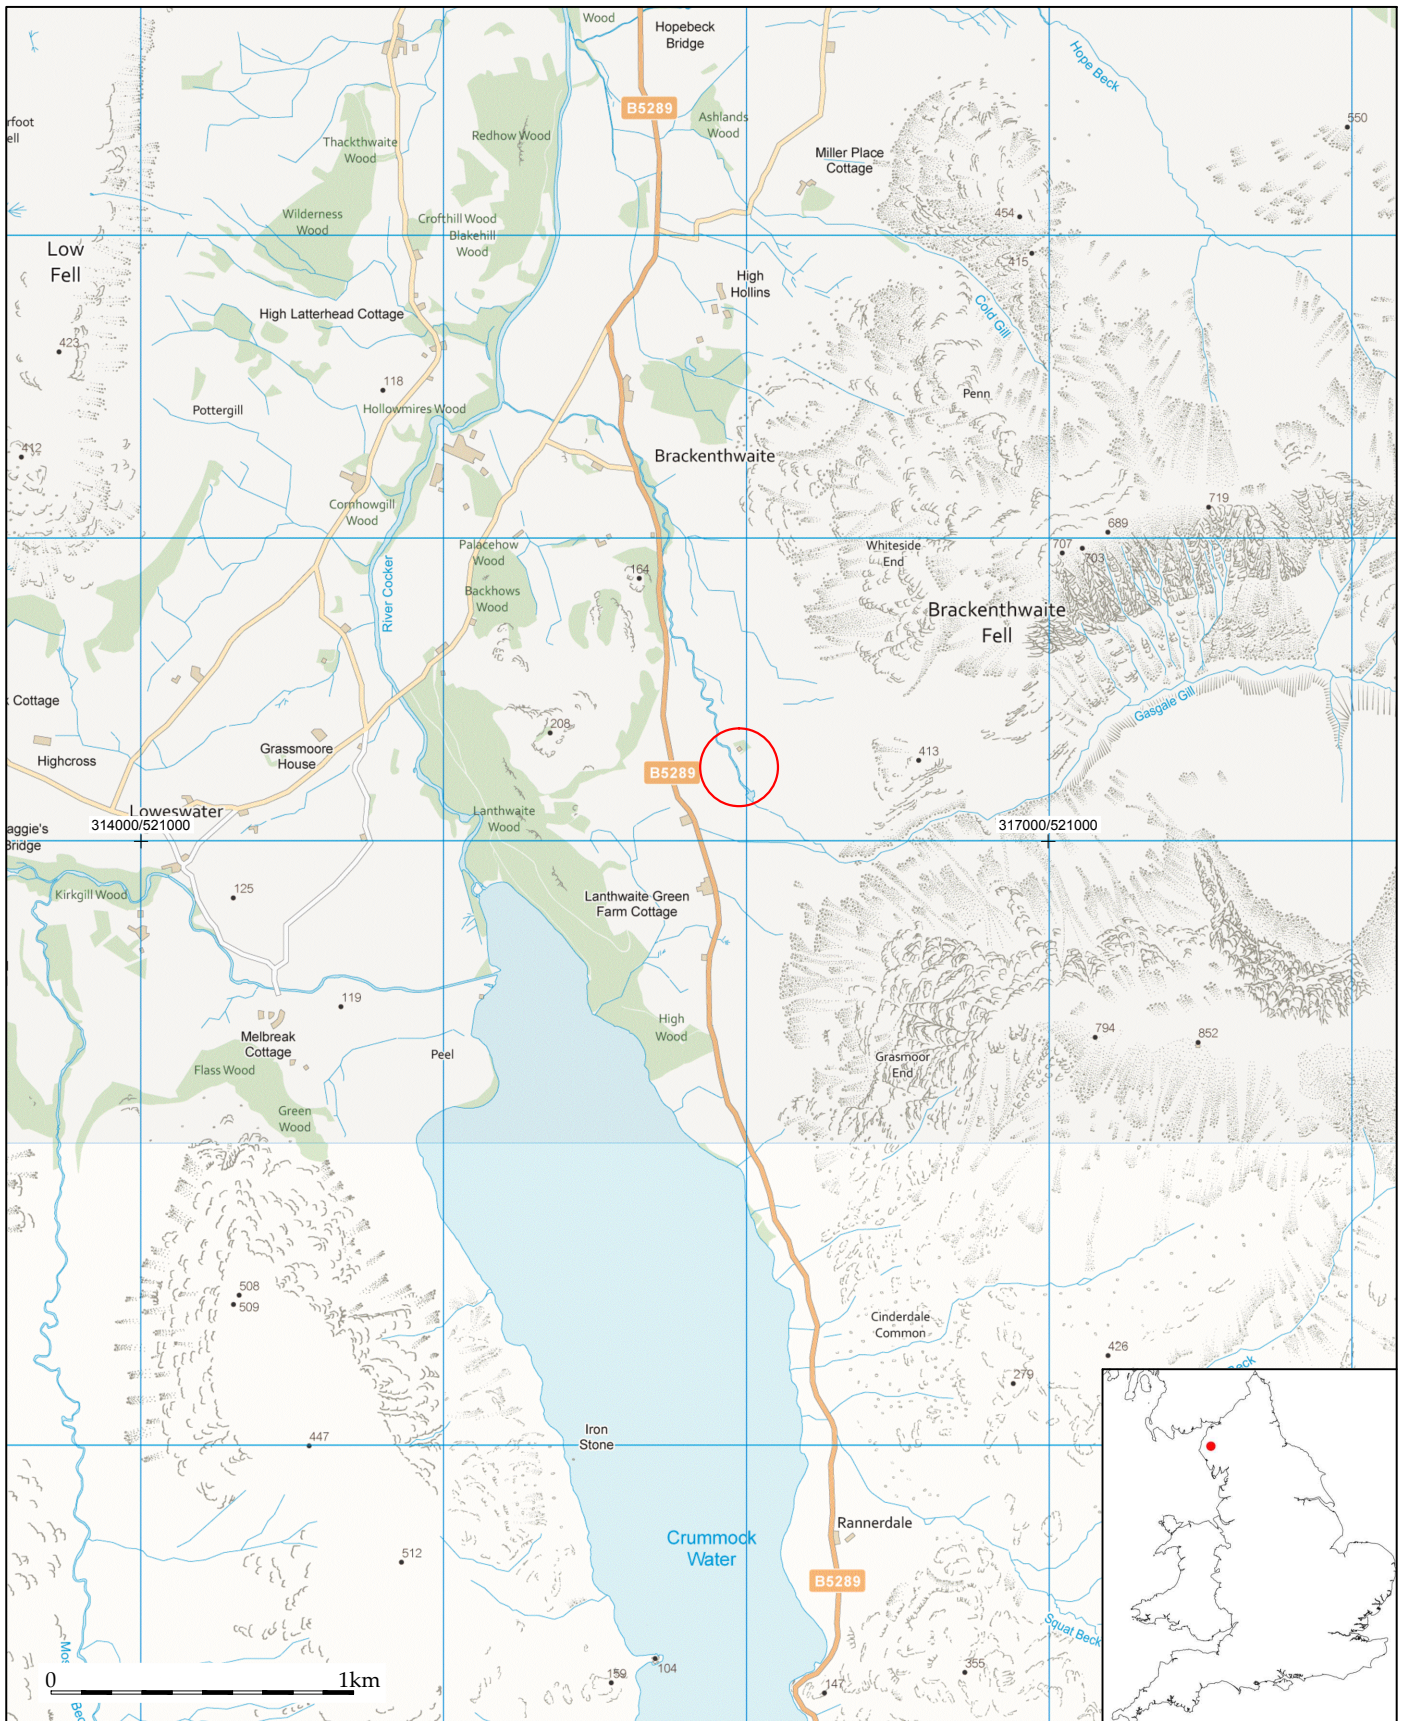 Wood
Hopebeck
Bridge
Hope Beck
B5289
Ashlands
Wood
550
rfoot
ell
Redhow Wood
Thackthwaite
Wood
Miller Place
Cottage
Wilderness
Wood
Crofthill Wood
Blakehill
Wood
454
415
Low
Fell
High
Hollins
High Latterhead Cottage
Cold Gill
423
118
Penn
Pottergill
Hollowmires Wood
412
Brackenthwaite
Cornhowgill
Wood
719
689
707
703
Palacehow
Wood
Whiteside
End
164
River Cocker
Backhows
Wood
Brackenthwaite
Fell
Cottage
Gasgale Gill
208
Grassmoore
House
413
Highcross
B5289
Loweswater
Lanthwaite
Wood
314000/521000
317000/521000
aggie's
Bridge
125
Kirkgill Wood
Lanthwaite Green
Farm Cottage
119
High
Wood
Melbreak
Cottage
794
852
Peel
Grasmoor
End
Flass Wood
Green
Wood
508
509
Cinderdale
Common
426
eck
279
447
Iron
Stone
Rannerdale
Crummock
Water
512
B5289
Squat Beck
Mos
Bec
159
104
355
147
0
1km